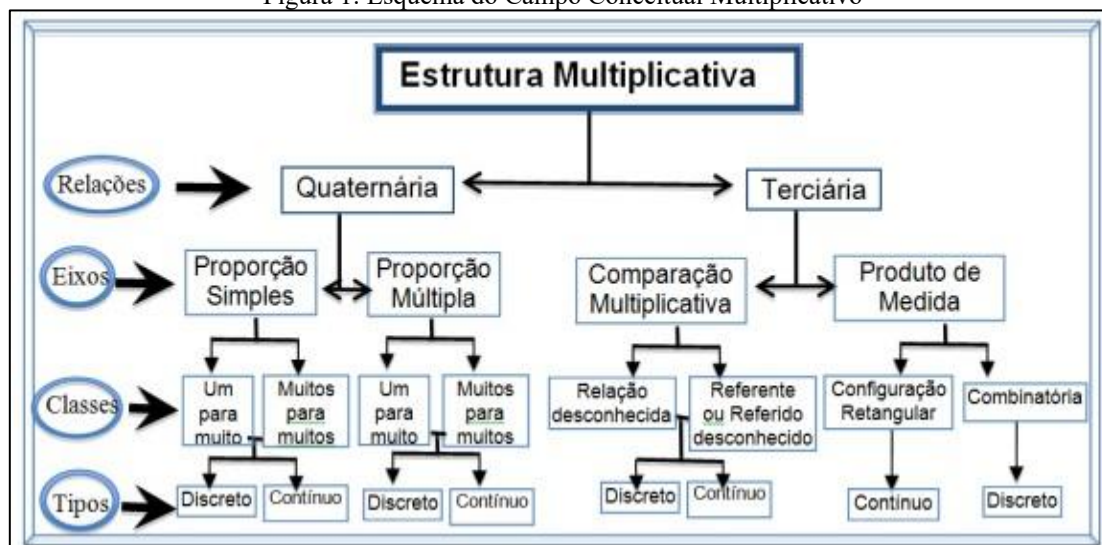 Figura 1: Esquema do Campo Conceitual Multiplicativo
Estrutura Multiplicativa
Relações
Quaternária
Terciária
Eixos
Proporção
Simples
Proporção
Múltipla
Comparação
Multiplicativa
Produto de
Medida
Classes
Um
para
muito
Muitos
para
muitos
Um
para
muito
Muitos
para
muitos
Relação
desconhecida
Referente
ou Referido
desconhecido
Configuração
Retangular
Combinatória
Tipos
Discreto
Contínuo
Discreto
Contínuo
Discreto
Contínuo
Contínuo
Discreto